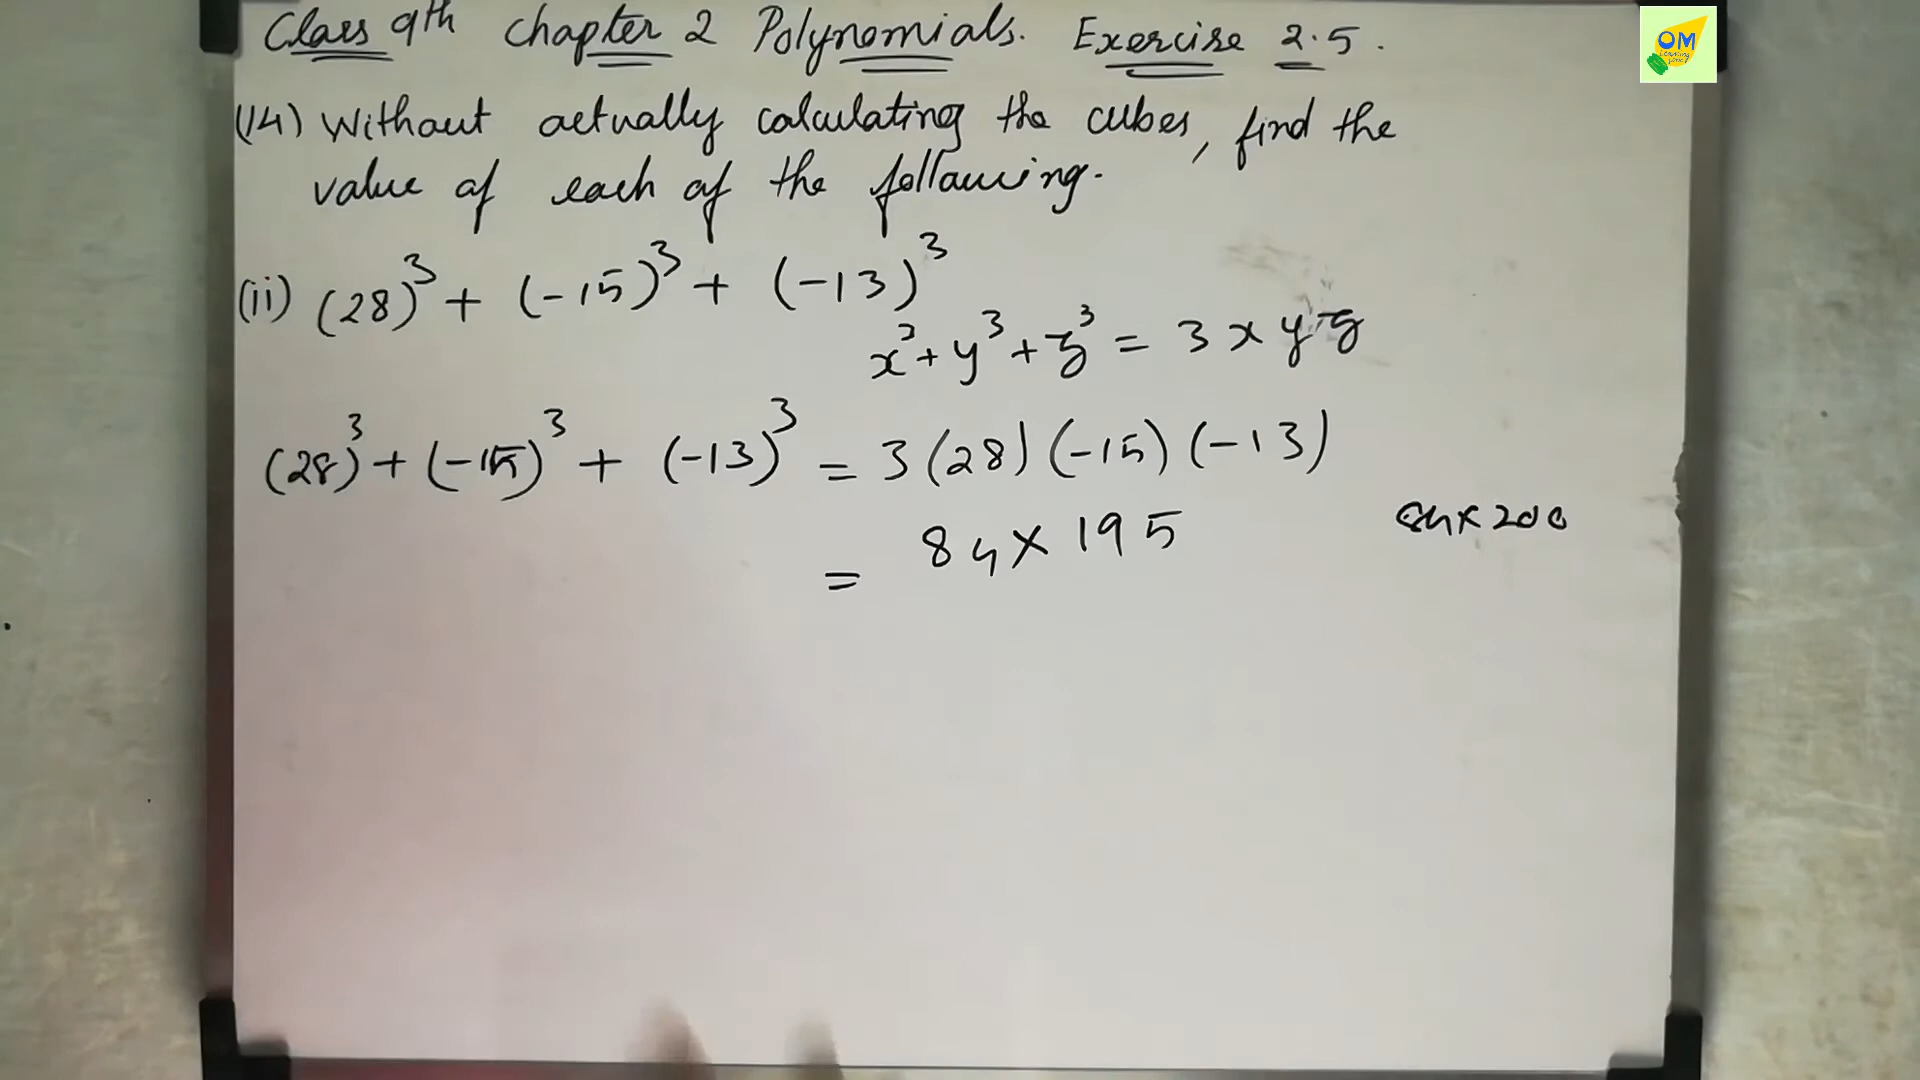 Class 9th Chapter 2 Polynomials. Exercise 2.5.
(14) Without actually calculating the cubes, find the
value of each of the following.
(ii) (28)³ + (-15)³ + (-13)³
x³ + y³ + z³ = 3xyz
(28)³ + (-15)³ + (-13)³ = 3(28)(-15)(-13)
= 84 × 195
84×200
OM